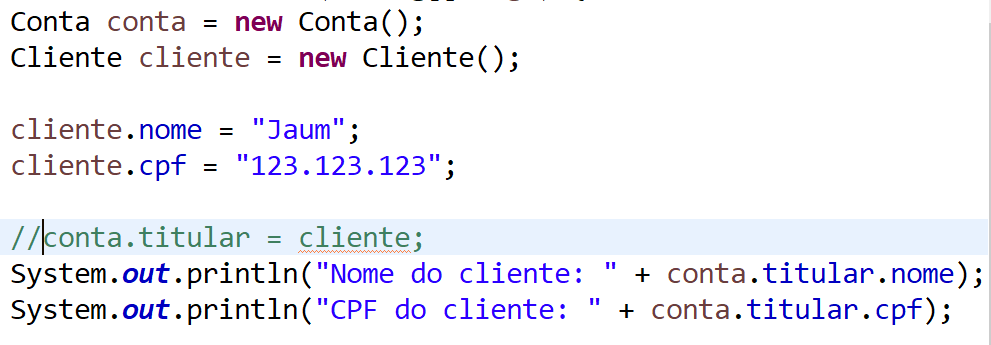 Conta conta = new Conta();
Cliente cliente = new Cliente();
cliente.nome = "Jaum";
cliente.cpf = "123.123.123";
//conta.titular = cliente;
System.out.println("Nome do cliente: " + conta.titular.nome);
System.out.println("CPF do cliente: " + conta.titular.cpf);